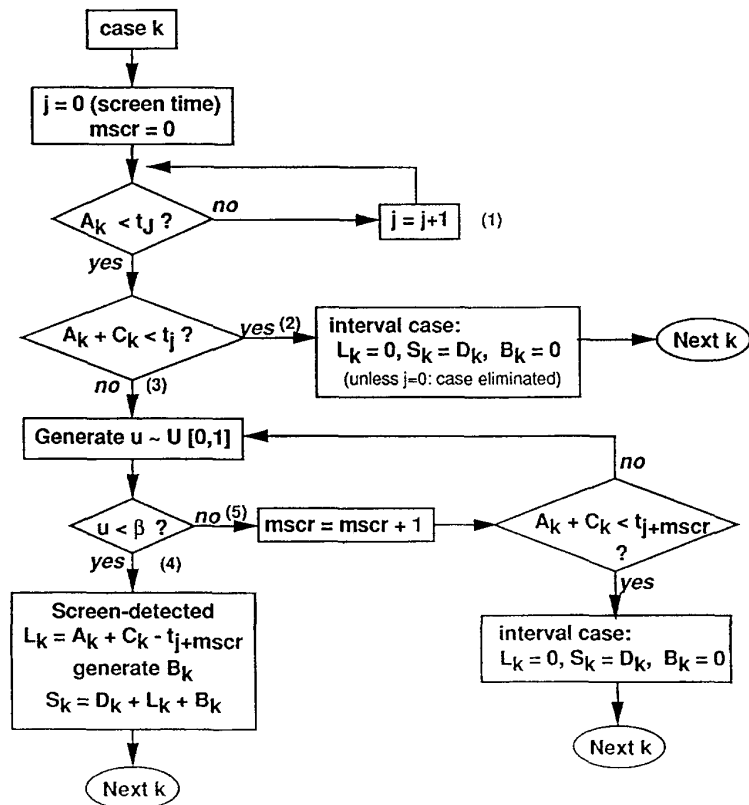 case k
j = 0 (screen time)
mscr = 0
A_k < t_J ?
no
j = j+1
(1)
yes
A_k + C_k < t_j ?
yes (2)
interval case:
L_k = 0, S_k = D_k, B_k = 0
(unless j=0: case eliminated)
Next k
no (3)
Generate u ~ U [0,1]
no
u < β ?
no (5)
mscr = mscr + 1
A_k + C_k < t_j+mscr
?
yes (4)
yes
Screen-detected
L_k = A_k + C_k - t_j+mscr
generate B_k
S_k = D_k + L_k + B_k
interval case:
L_k = 0, S_k = D_k, B_k = 0
Next k
Next k